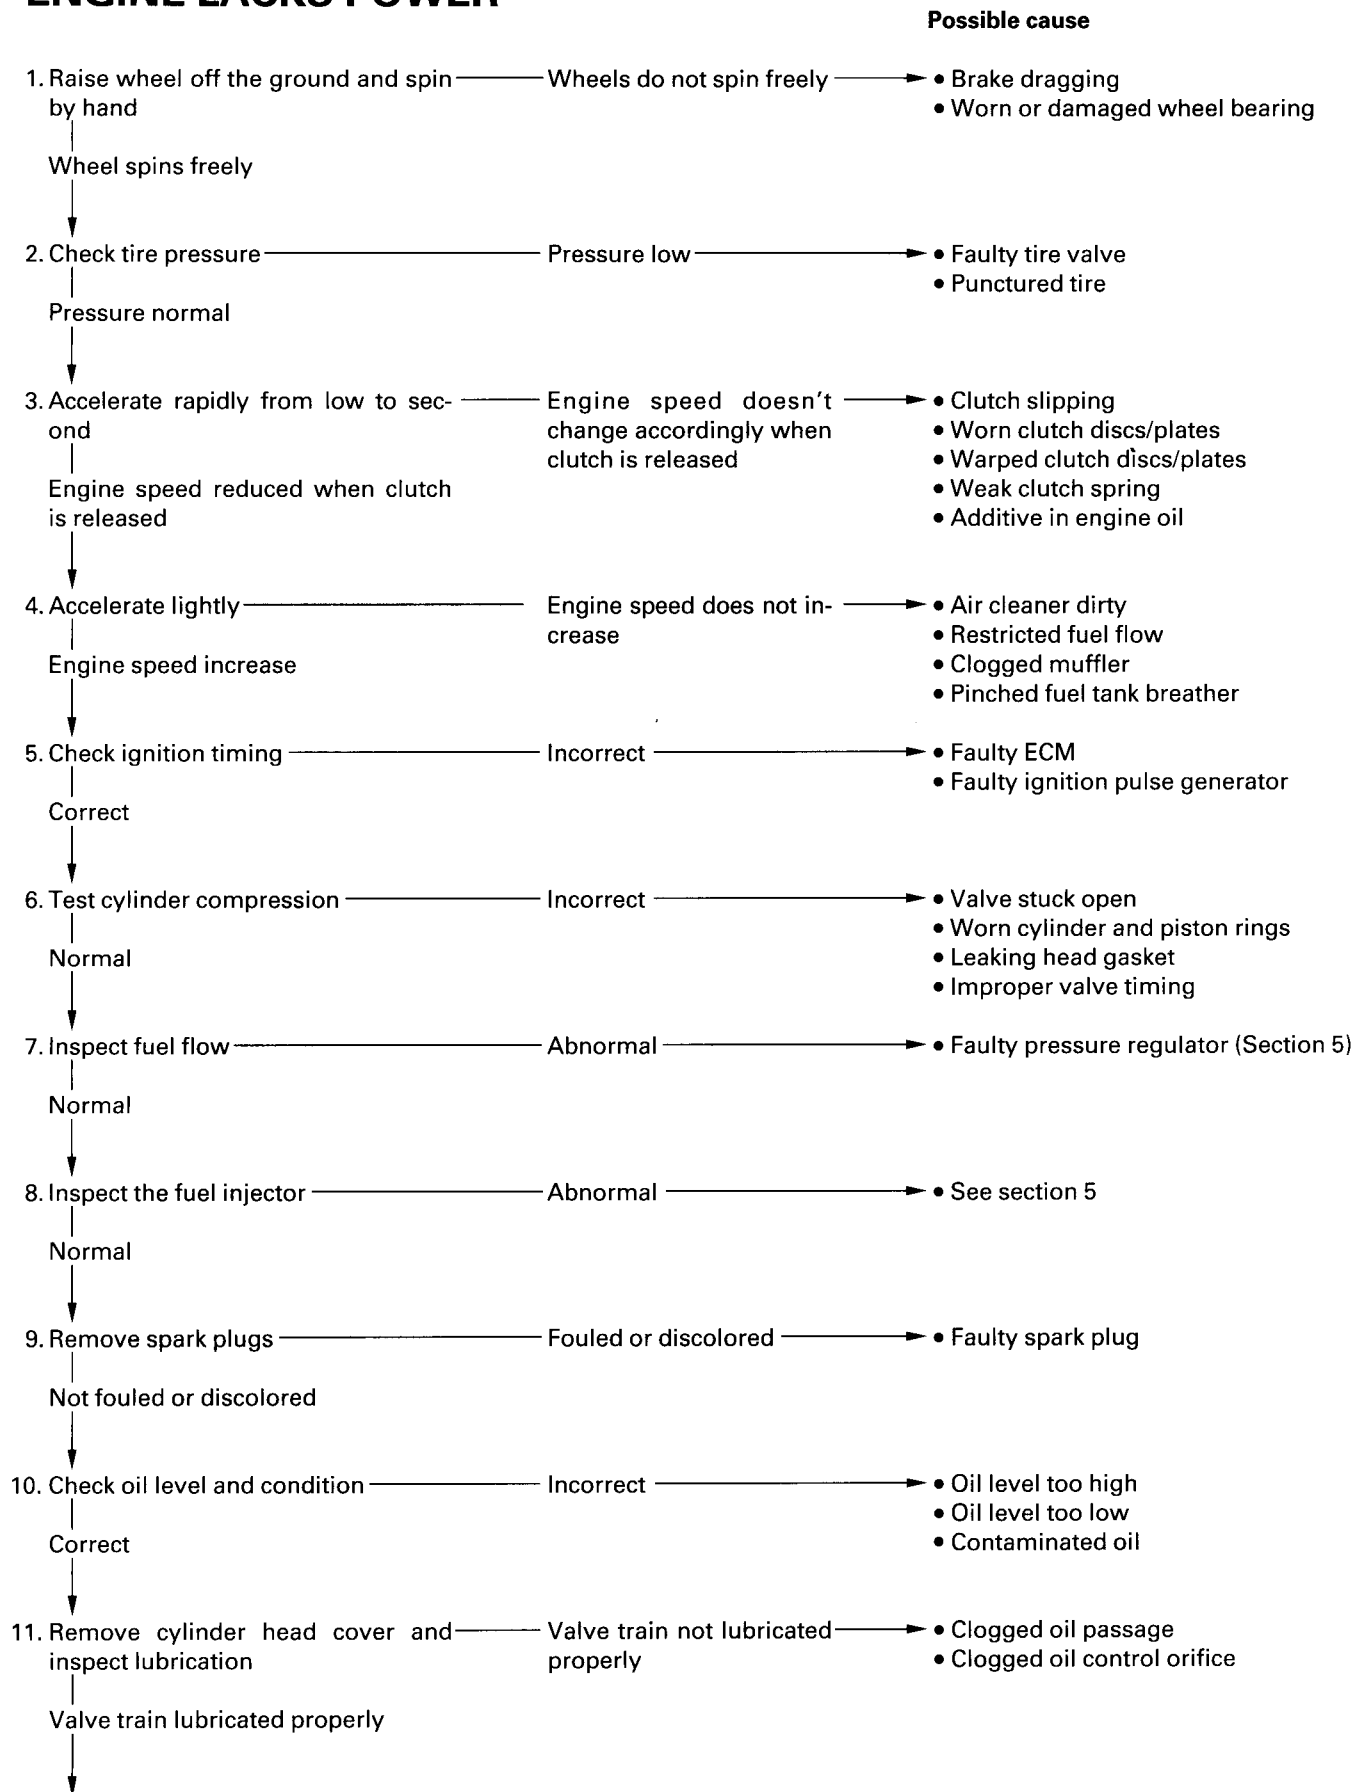 ENGINE LACKS POWER
Possible cause
1. Raise wheel off the ground and spin
by hand
Wheels do not spin freely
• Brake dragging
• Worn or damaged wheel bearing
Wheel spins freely
2. Check tire pressure
Pressure low
• Faulty tire valve
• Punctured tire
Pressure normal
3. Accelerate rapidly from low to sec-
ond
Engine speed doesn't
change accordingly when
clutch is released
• Clutch slipping
• Worn clutch discs/plates
• Warped clutch discs/plates
• Weak clutch spring
• Additive in engine oil
Engine speed reduced when clutch
is released
4. Accelerate lightly
Engine speed does not in-
crease
• Air cleaner dirty
• Restricted fuel flow
• Clogged muffler
• Pinched fuel tank breather
Engine speed increase
5. Check ignition timing
Incorrect
• Faulty ECM
• Faulty ignition pulse generator
Correct
6. Test cylinder compression
Incorrect
• Valve stuck open
• Worn cylinder and piston rings
• Leaking head gasket
• Improper valve timing
Normal
7. Inspect fuel flow
Abnormal
• Faulty pressure regulator (Section 5)
Normal
8. Inspect the fuel injector
Abnormal
• See section 5
Normal
9. Remove spark plugs
Fouled or discolored
• Faulty spark plug
Not fouled or discolored
10. Check oil level and condition
Incorrect
• Oil level too high
• Oil level too low
• Contaminated oil
Correct
11. Remove cylinder head cover and
inspect lubrication
Valve train not lubricated
properly
• Clogged oil passage
• Clogged oil control orifice
Valve train lubricated properly